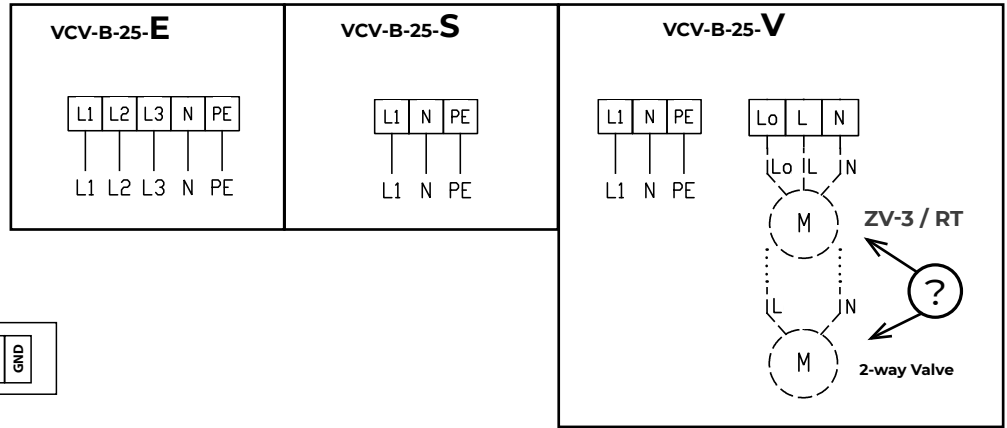 VCV-B-25-E
L1 L2 L3 N PE
L1 L2 L3 N PE
VCV-B-25-S
L1 N PE
L1 N PE
VCV-B-25-V
L1 N PE
L1 N PE
Lo L N
Lo L N
M
ZV-3 / RT
?
L N
M
2-way Valve
GND